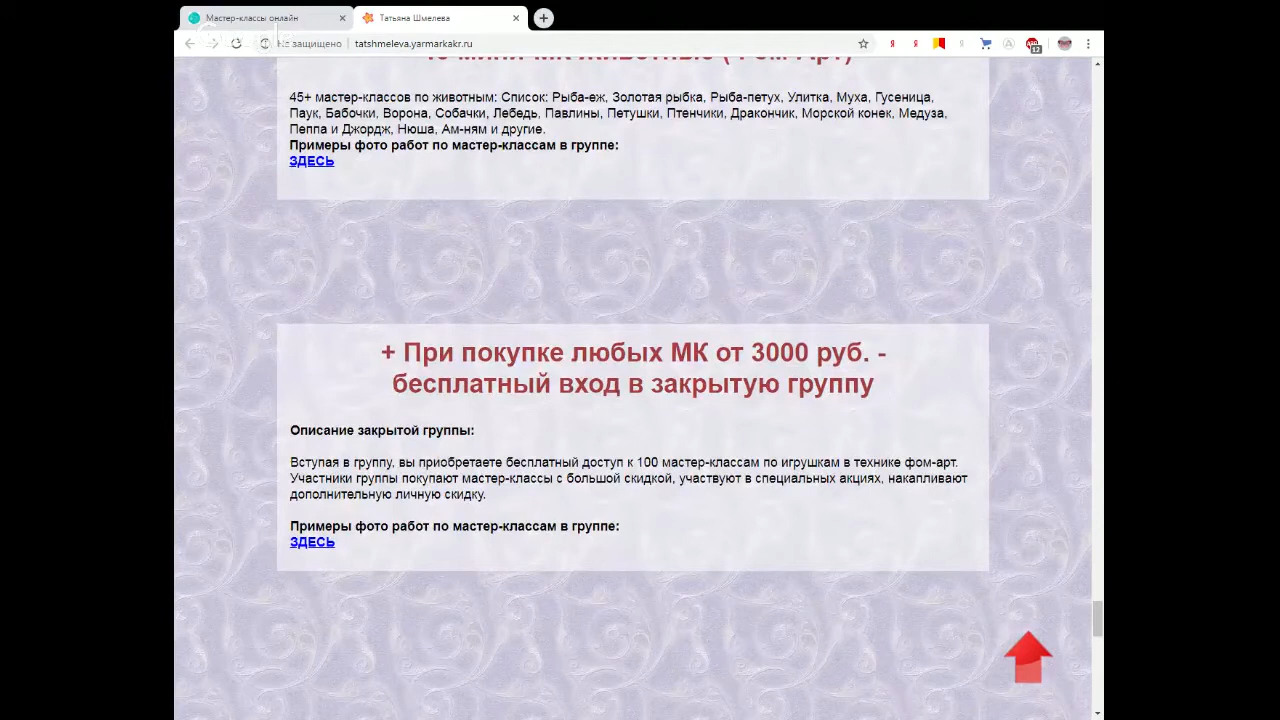 Мастер-классы онлайн
Татьяна Шмелева
Не защищено | tatshmeleva.yarmarkakr.ru
12
45+ мастер-классов по животным: Список: Рыба-еж, Золотая рыбка, Рыба-петух, Улитка, Муха, Гусеница,
Паук, Бабочки, Ворона, Собачки, Лебедь, Павлины, Петушки, Птенчики, Дракончик, Морской конек, Медуза,
Пеппа и Джордж, Нюша, Ам-ням и другие.
Примеры фото работ по мастер-классам в группе:
ЗДЕСЬ
+ При покупке любых МК от 3000 руб. -
бесплатный вход в закрытую группу
Описание закрытой группы:
Вступая в группу, вы приобретаете бесплатный доступ к 100 мастер-классам по игрушкам в технике фом-арт.
Участники группы покупают мастер-классы с большой скидкой, участвуют в специальных акциях, накапливают
дополнительную личную скидку.
Примеры фото работ по мастер-классам в группе:
ЗДЕСЬ